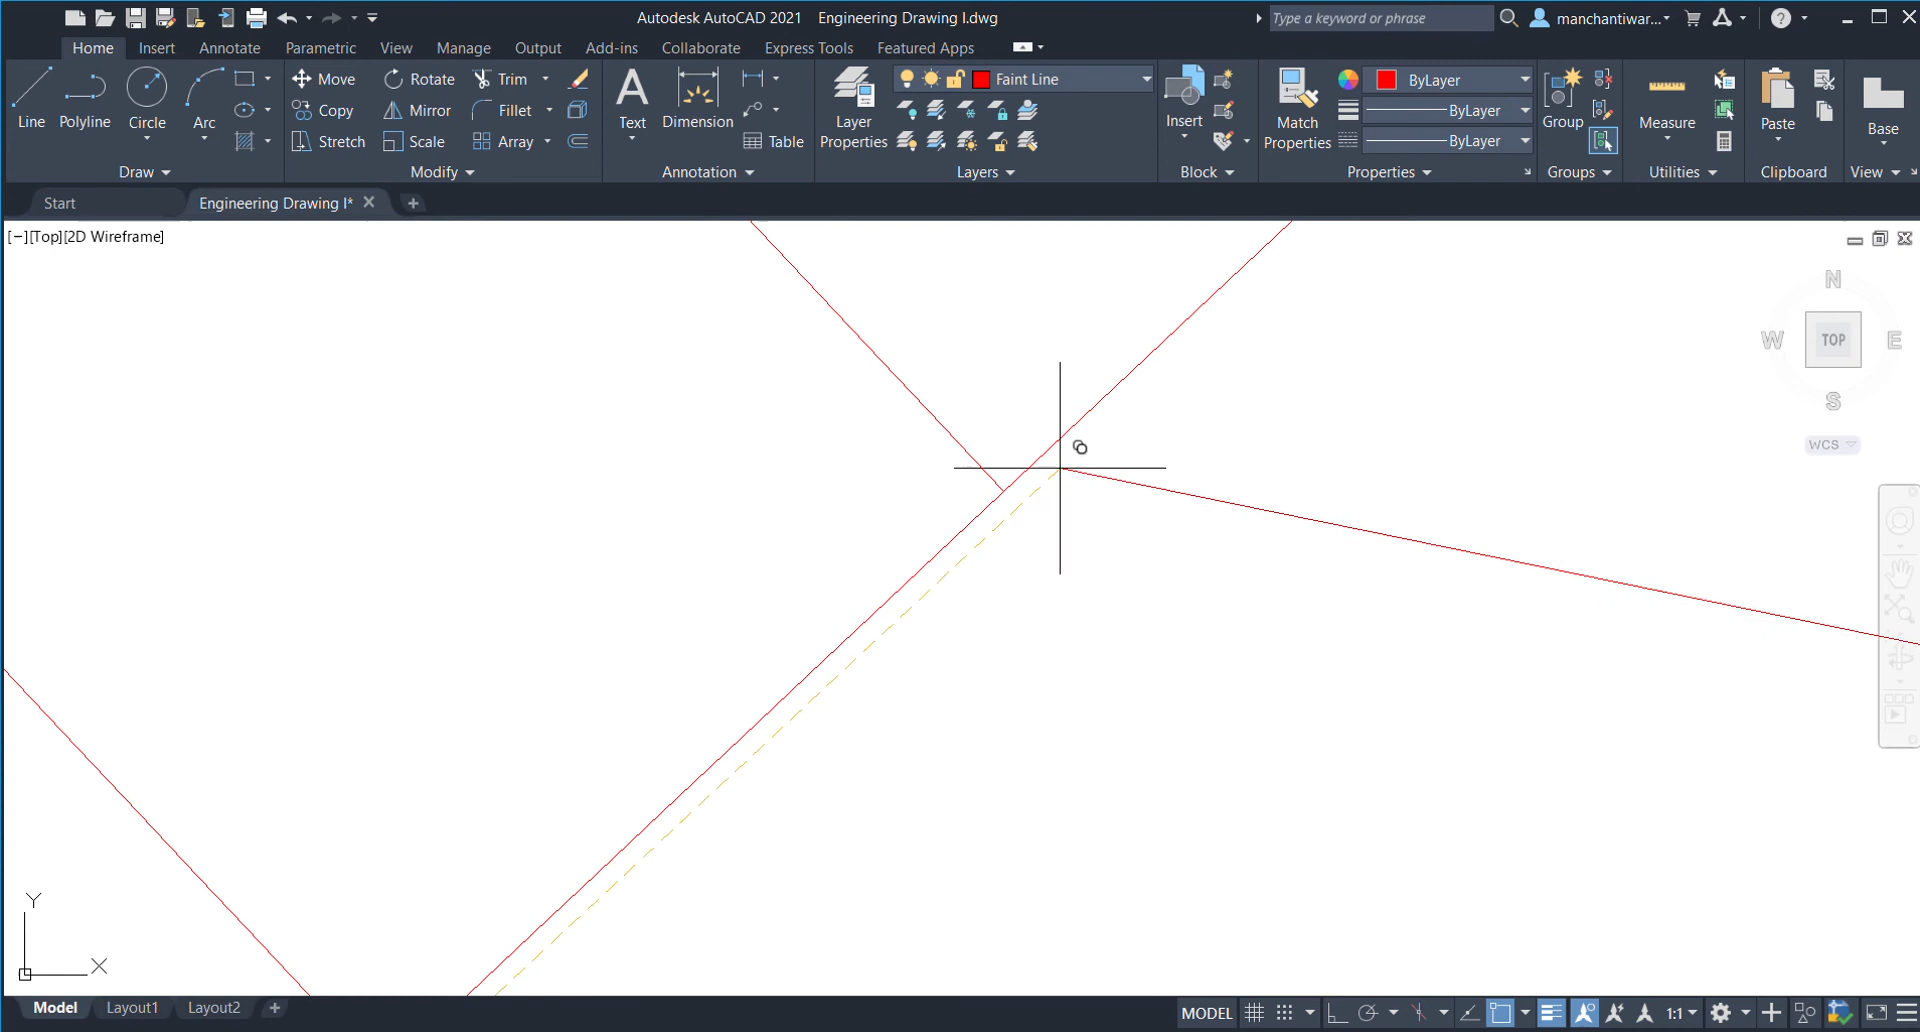 Autodesk AutoCAD 2021 Engineering Drawing I.dwg
Type a keyword or phrase
manchantiwar...
Home Insert Annotate Parametric View Manage Output Add-ins Collaborate Express Tools Featured Apps
Line Polyline Circle Arc
Move Rotate Trim
Copy Mirror Fillet
Stretch Scale Array
Text Dimension Table
Layer Properties
Faint Line
Insert
Match Properties
ByLayer
ByLayer
ByLayer
Group
Measure
Paste
Base
Draw Modify Annotation Layers Block Properties Groups Utilities Clipboard View
Start Engineering Drawing I*
[−][Top][2D Wireframe]
N
W TOP E
S
WCS
Y
X
Model Layout1 Layout2
MODEL 1:1